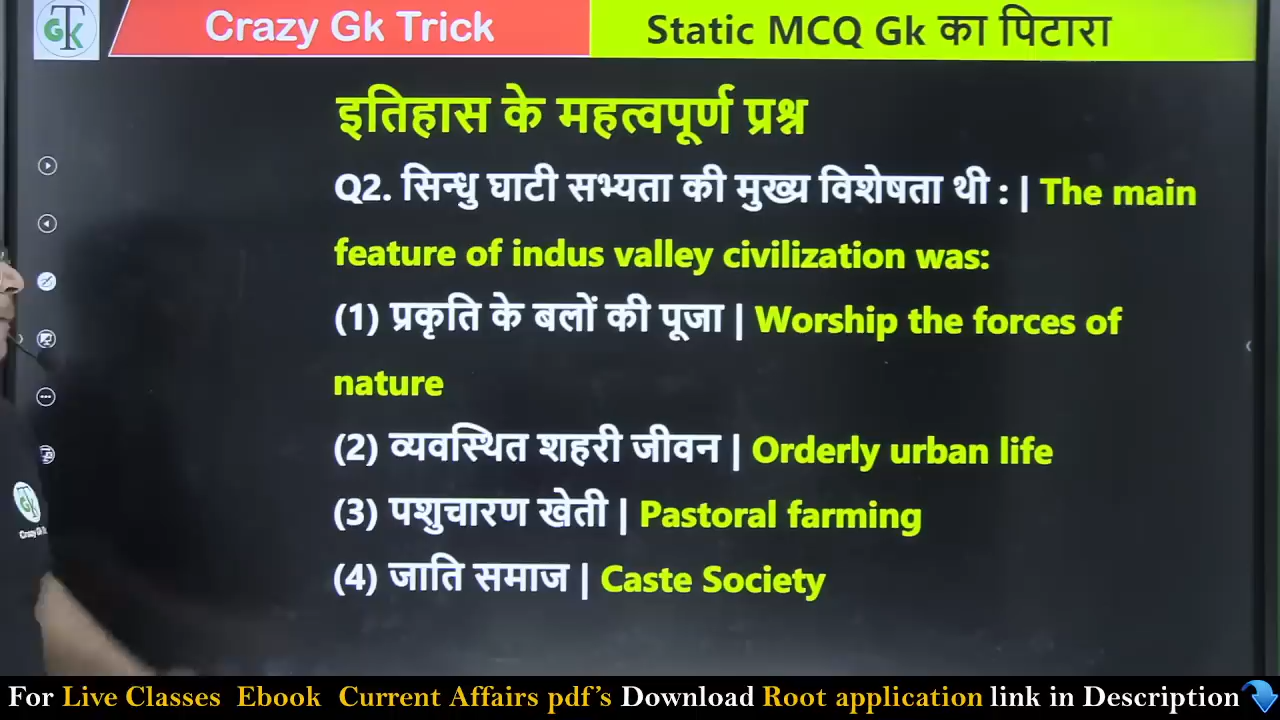 GTK
Crazy Gk Trick
Static MCQ Gk का पिटारा
इतिहास के महत्वपूर्ण प्रश्न
Q2. सिन्धु घाटी सभ्यता की मुख्य विशेषता थी : | The main
feature of indus valley civilization was:
(1) प्रकृति के बलों की पूजा | Worship the forces of
nature
(2) व्यवस्थित शहरी जीवन | Orderly urban life
(3) पशुचारण खेती | Pastoral farming
(4) जाति समाज | Caste Society
GK
For Live Classes Ebook Current Affairs pdf’s Download Root application link in Description